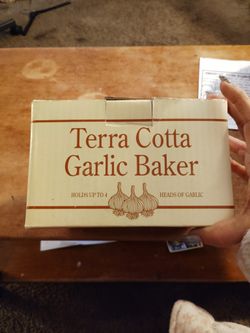 Terra Cotta
Garlic Baker
HOLDS UP TO 4 HEADS OF GARLIC